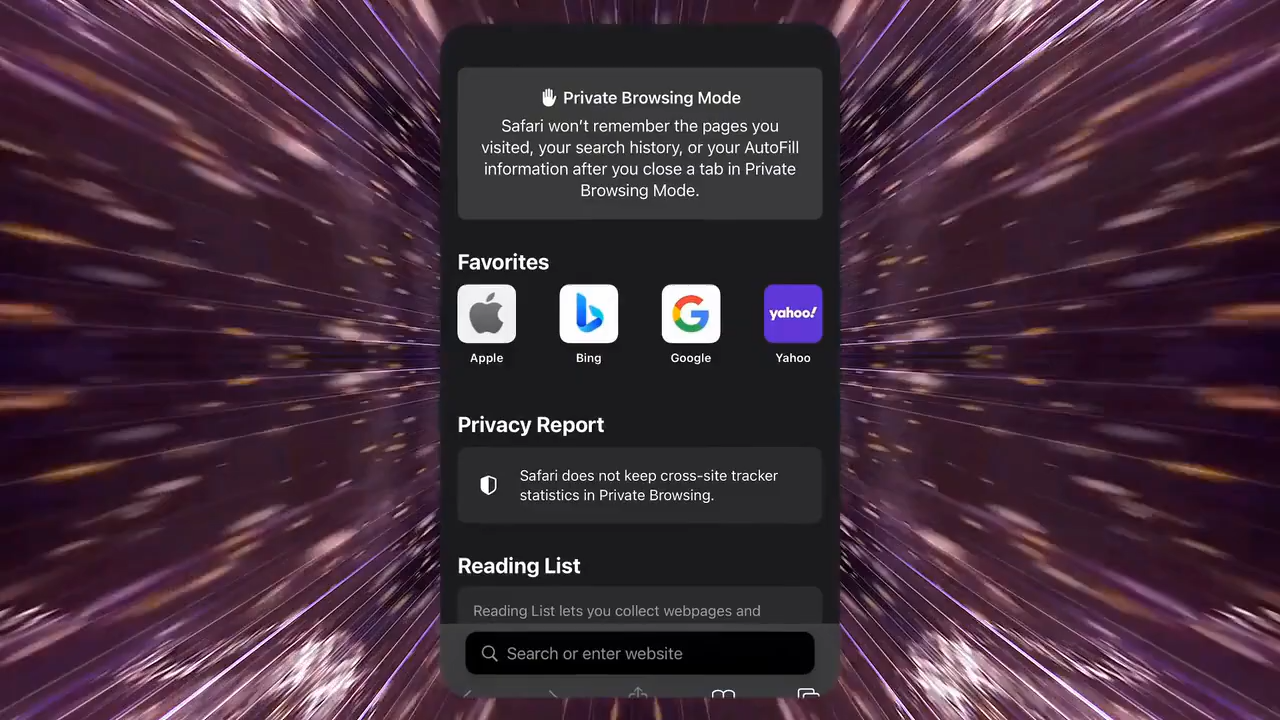 Private Browsing Mode
Safari won't remember the pages you
visited, your search history, or your AutoFill
information after you close a tab in Private
Browsing Mode.
Favorites
yahoo!
Apple
Bing
Google
Yahoo
Privacy Report
Safari does not keep cross-site tracker
statistics in Private Browsing.
Reading List
Reading List lets you collect webpages and
Search or enter website